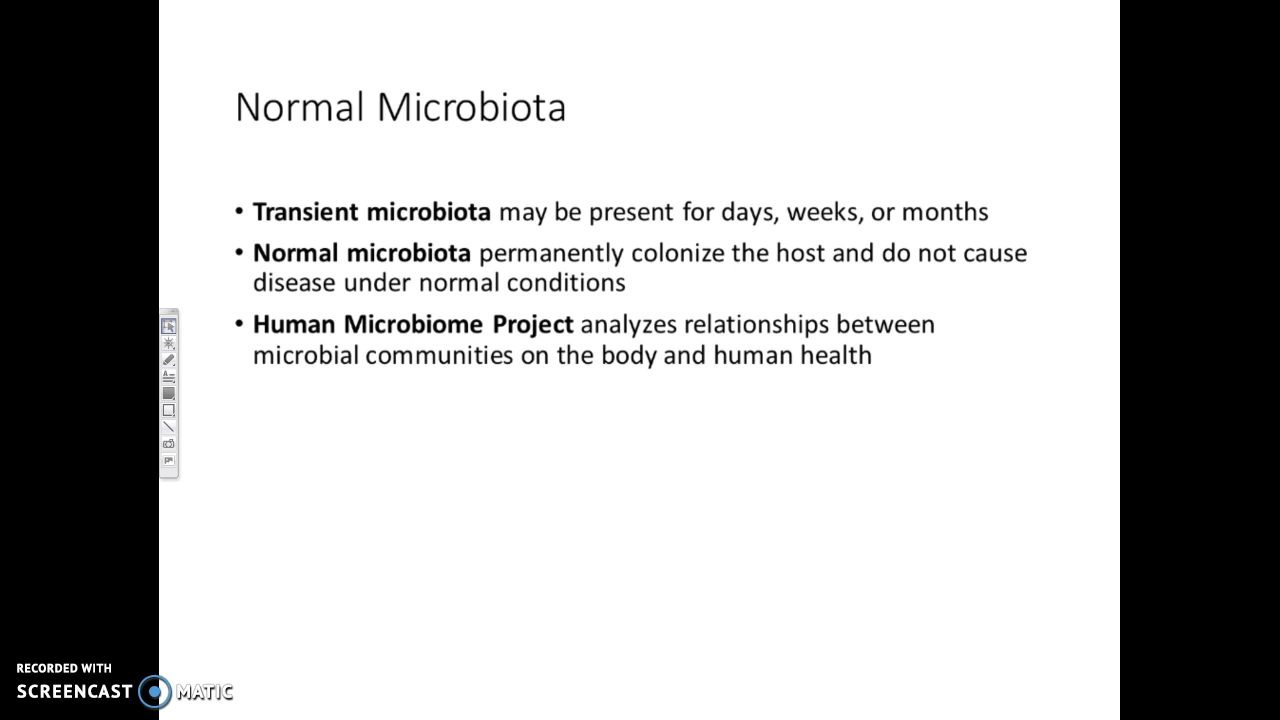 Normal Microbiota
• Transient microbiota may be present for days, weeks, or months
• Normal microbiota permanently colonize the host and do not cause
disease under normal conditions
• Human Microbiome Project analyzes relationships between
microbial communities on the body and human health
RECORDED WITH
SCREENCAST MATIC